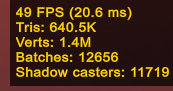 49 FPS (20.6 ms)
Tris: 640.5K
Verts: 1.4M
Batches: 12656
Shadow casters: 11719